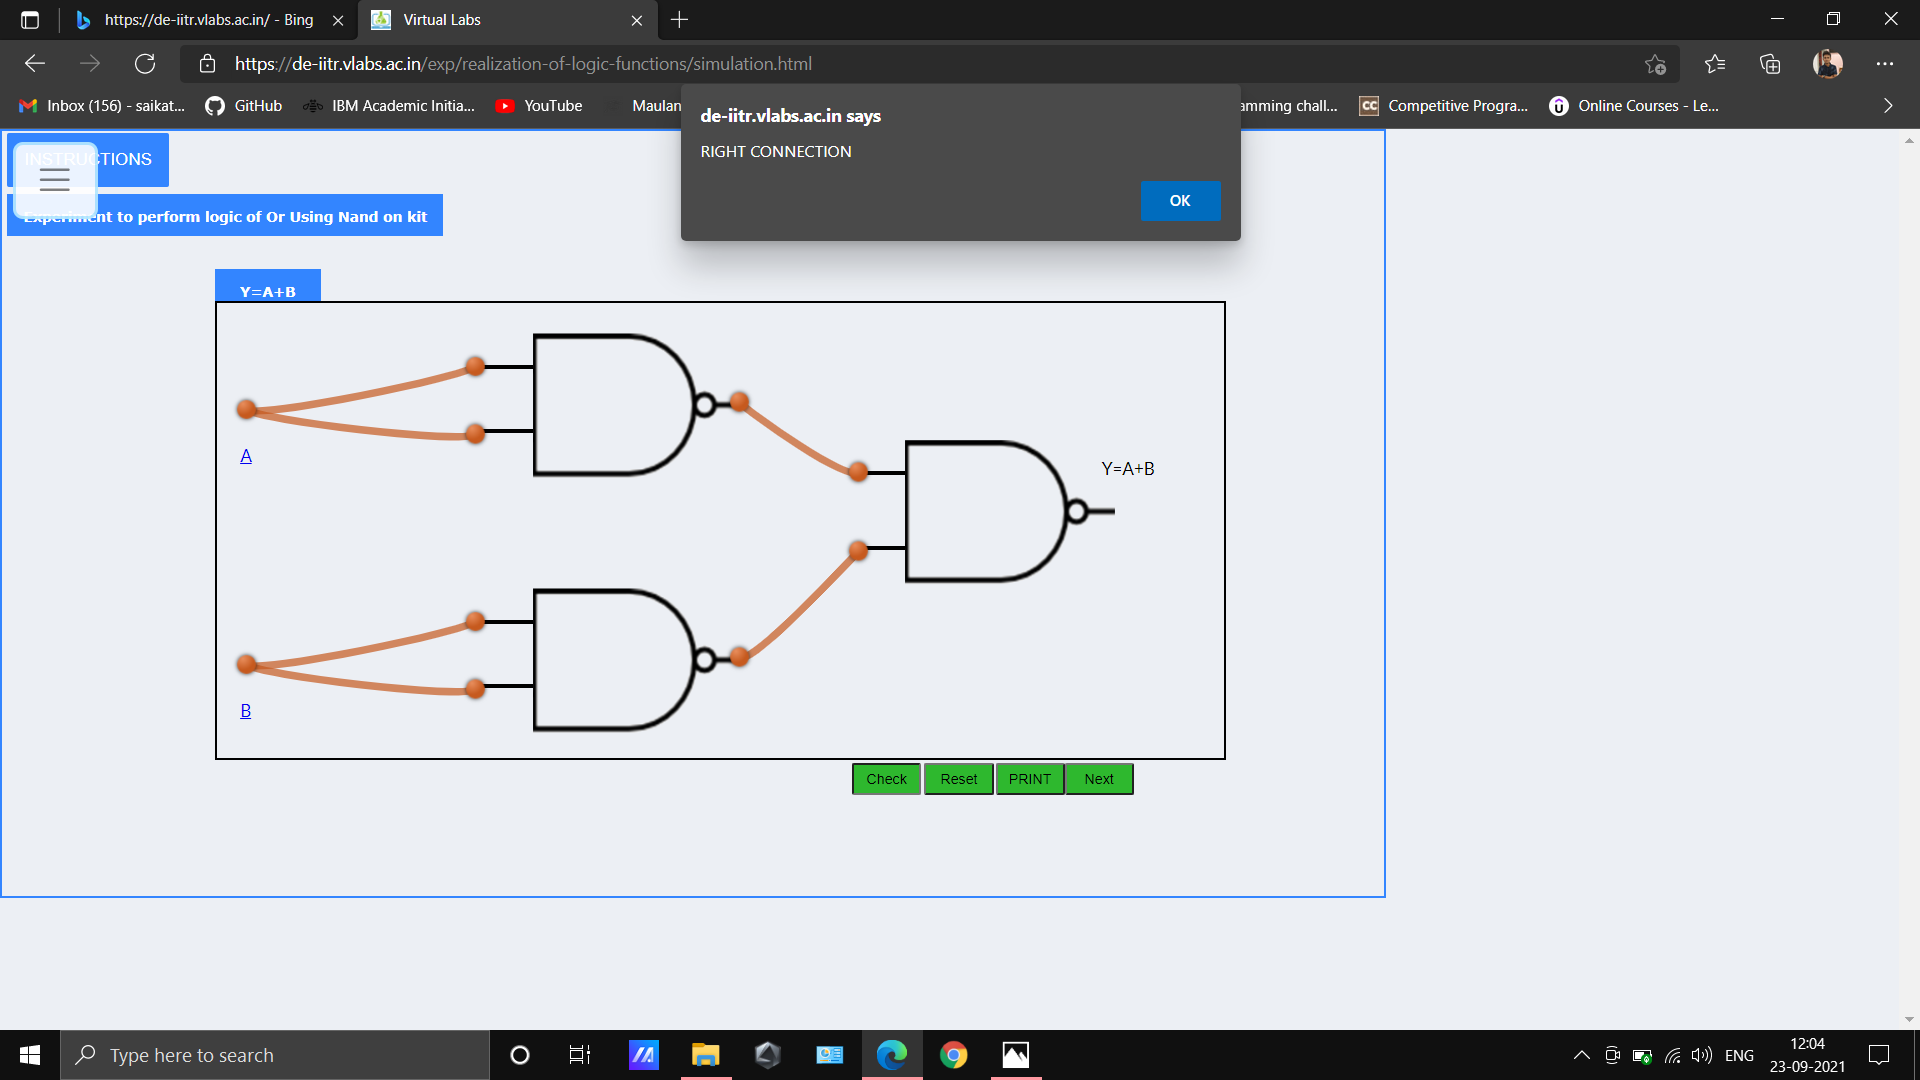 https://de-iitr.vlabs.ac.in/ - Bing
Virtual Labs
https://de-iitr.vlabs.ac.in/exp/realization-of-logic-functions/simulation.html
Inbox (156) - saikat...
GitHub
IBM Academic Initia...
YouTube
Maulan
amming chall...
CC
Competitive Progra...
Online Courses - Le...
de-iitr.vlabs.ac.in says
RIGHT CONNECTION
OK
INSTRUCTIONS
Experiment to perform logic of Or Using Nand on kit
Y=A+B
A
Y=A+B
B
Check
Reset
PRINT
Next
Type here to search
ENG
12:04
23-09-2021